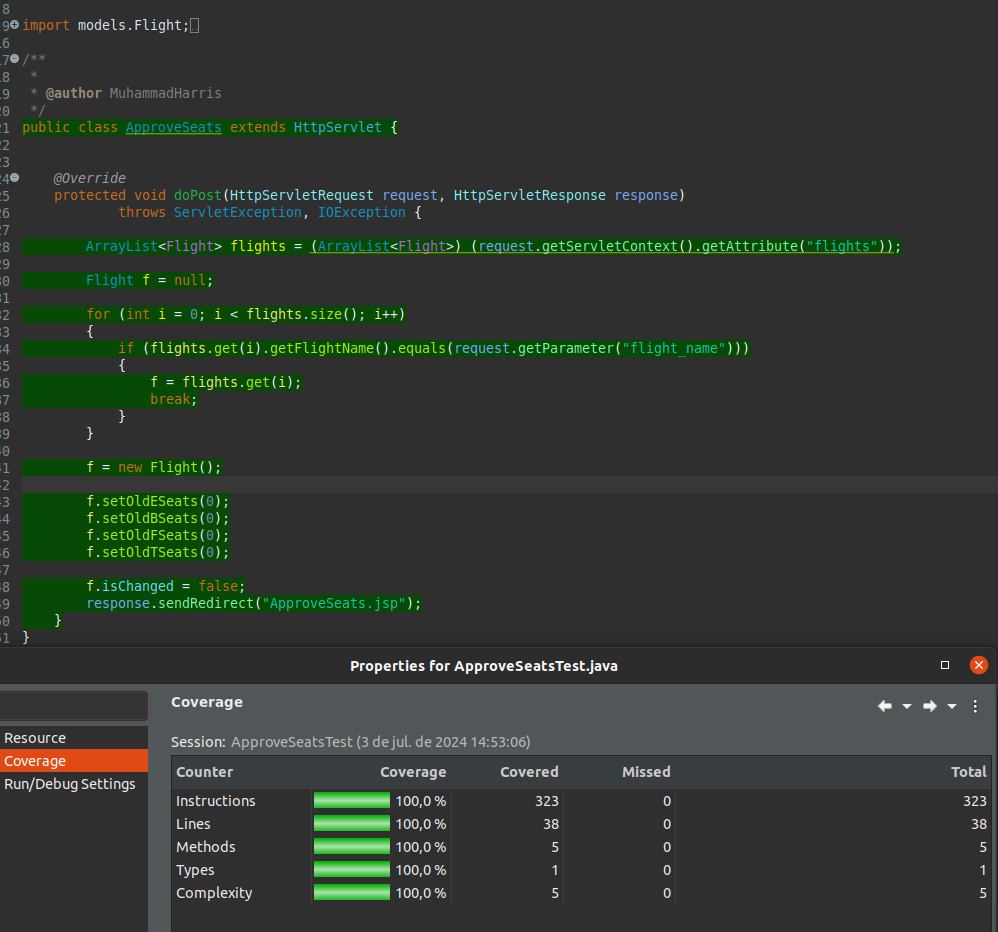 8
9 import models.Flight;
16
17 /**
18 *
19 * @author MuhammadHarris
20 */
21 public class ApproveSeats extends HttpServlet {
22
23
24 @Override
25 protected void doPost(HttpServletRequest request, HttpServletResponse response)
26 throws ServletException, IOException {
27
28 ArrayList<Flight> flights = (ArrayList<Flight>) (request.getServletContext().getAttribute("flights"));
29
30 Flight f = null;
31
32 for (int i = 0; i < flights.size(); i++)
33 {
34 if (flights.get(i).getFlightName().equals(request.getParameter("flight_name")))
35 {
36 f = flights.get(i);
37 break;
38 }
39 }
40
41 f = new Flight();
42
43 f.setOldESeats(0);
44 f.setOldBSeats(0);
45 f.setOldFSeats(0);
46 f.setOldTSeats(0);
47
48 f.isChanged = false;
49 response.sendRedirect("ApproveSeats.jsp");
50 }
51 }
Properties for ApproveSeatsTest.java
Resource
Coverage
Run/Debug Settings
Coverage
Session: ApproveSeatsTest (3 de jul. de 2024 14:53:06)
Counter Coverage Covered Missed Total
Instructions 100,0 % 323 0 323
Lines 100,0 % 38 0 38
Methods 100,0 % 5 0 5
Types 100,0 % 1 0 1
Complexity 100,0 % 5 0 5